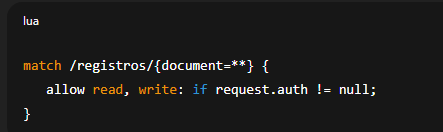 lua
match /registros/{document=**} {
   allow read, write: if request.auth != null;
}